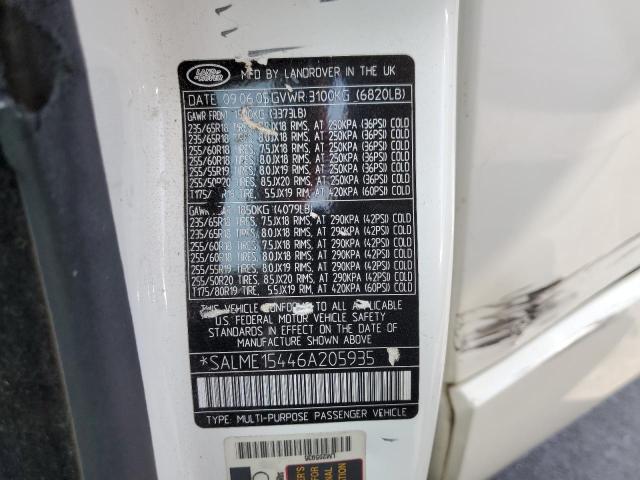 LAND ROVER
MFD BY LANDROVER IN THE UK
DATE 09.06.05 GVWR.3100KG (6820LB)
GAWR FRONT 1530KG (3373LB)
235/65R18 TIRES, 7.5JX18 RIMS, AT 250KPA (36PSI) COLD
235/65R18 TIRES, 8.0JX18 RIMS, AT 250KPA (36PSI) COLD
255/60R18 TIRES, 7.5JX18 RIMS, AT 250KPA (36PSI) COLD
255/60R18 TIRES, 8.0JX18 RIMS, AT 250KPA (36PSI) COLD
255/55R19 TIRES, 8.0JX19 RIMS, AT 250KPA (36PSI) COLD
255/50R20 TIRES, 8.5JX20 RIMS, AT 250KPA (36PSI) COLD
T175/ R19 TIRE, 5.5JX19 RIM, AT 420KPA (60PSI) COLD
GAWR 1850KG (4079LB)
235/65R18 TIRES, 7.5JX18 RIMS, AT 290KPA (42PSI) COLD
235/65R18 TIRES, 8.0JX18 RIMS, AT 290KPA (42PSI) COLD
255/60R18 TIRES, 7.5JX18 RIMS, AT 290KPA (42PSI) COLD
255/60R18 TIRES, 8.0JX18 RIMS, AT 290KPA (42PSI) COLD
255/55R19 TIRES, 8.0JX19 RIMS, AT 290KPA (42PSI) COLD
255/50R20 TIRES, 8.5JX20 RIMS, AT 290KPA (42PSI) COLD
T175/80R19 TIRE, 5.5JX19 RIM, AT 420KPA (60PSI) COLD
THIS VEHICLE CONFORMS TO ALL APPLICABLE
U.S. FEDERAL MOTOR VEHICLE SAFETY
STANDARDS IN EFFECT ON THE DATE OF
MANUFACTURE SHOWN ABOVE
*SALME15446A205935
TYPE: MULTI-PURPOSE PASSENGER VEHICLE
LM205935
FOR